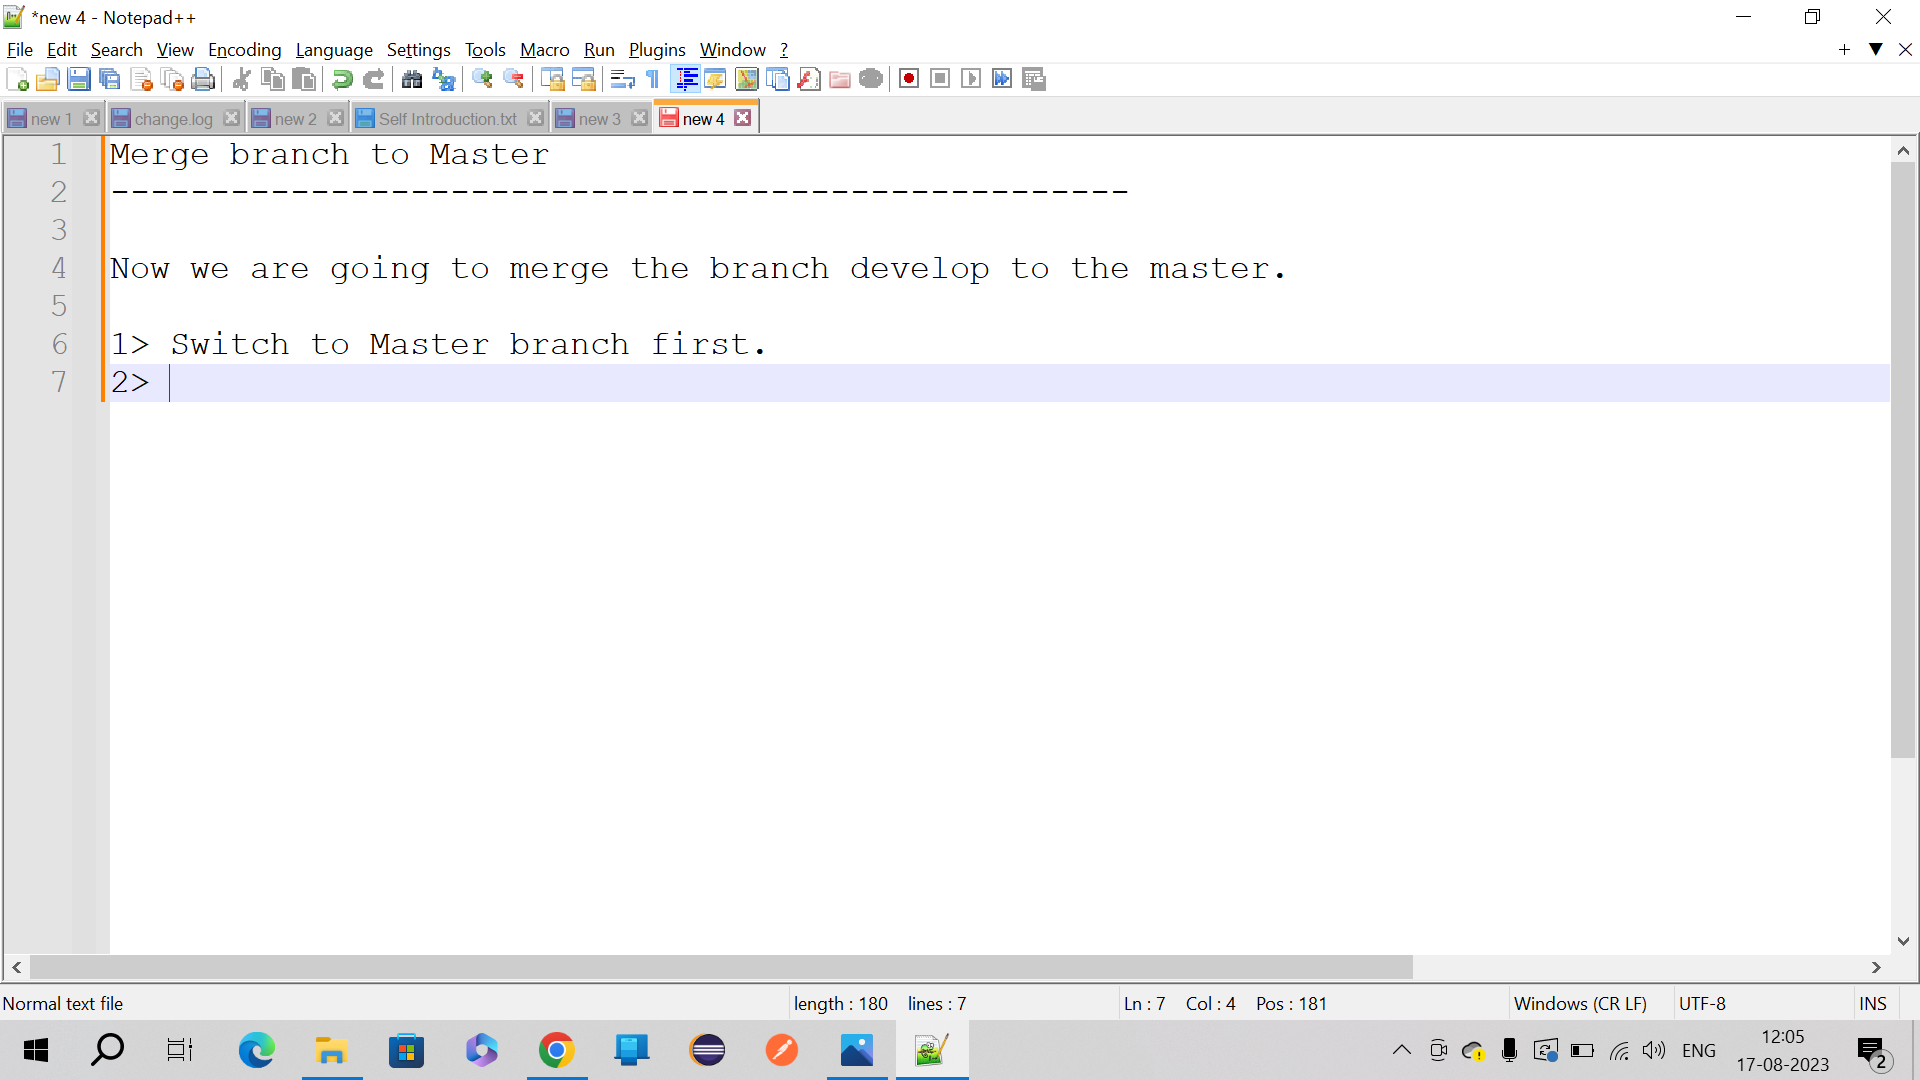 *new 4 - Notepad++
File Edit Search View Encoding Language Settings Tools Macro Run Plugins Window ?
new 1 change.log new 2 Self Introduction.txt new 3 new 4
1 Merge branch to Master
2 ---------------------------------------------------
3
4 Now we are going to merge the branch develop to the master.
5
6 1> Switch to Master branch first.
7 2>
Normal text file length : 180 lines : 7 Ln : 7 Col : 4 Pos : 181 Windows (CR LF) UTF-8 INS
ENG
12:05
17-08-2023
2